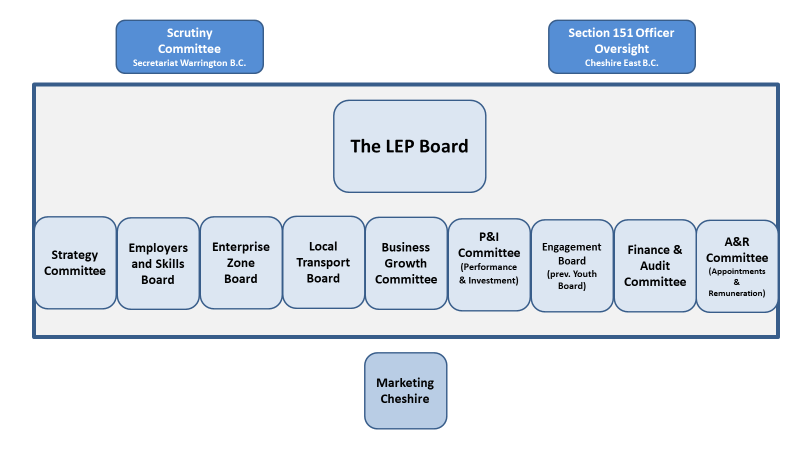 Scrutiny
Committee
Secretariat Warrington B.C.
Section 151 Officer
Oversight
Cheshire East B.C.
The LEP Board
Strategy
Committee
Employers
and Skills
Board
Enterprise
Zone
Board
Local
Transport
Board
Business
Growth
Committee
P&I
Committee
(Performance
& Investment)
Engagement
Board
(prev. Youth
Board)
Finance &
Audit
Committee
A&R
Committee
(Appointments
&
Remuneration)
Marketing
Cheshire